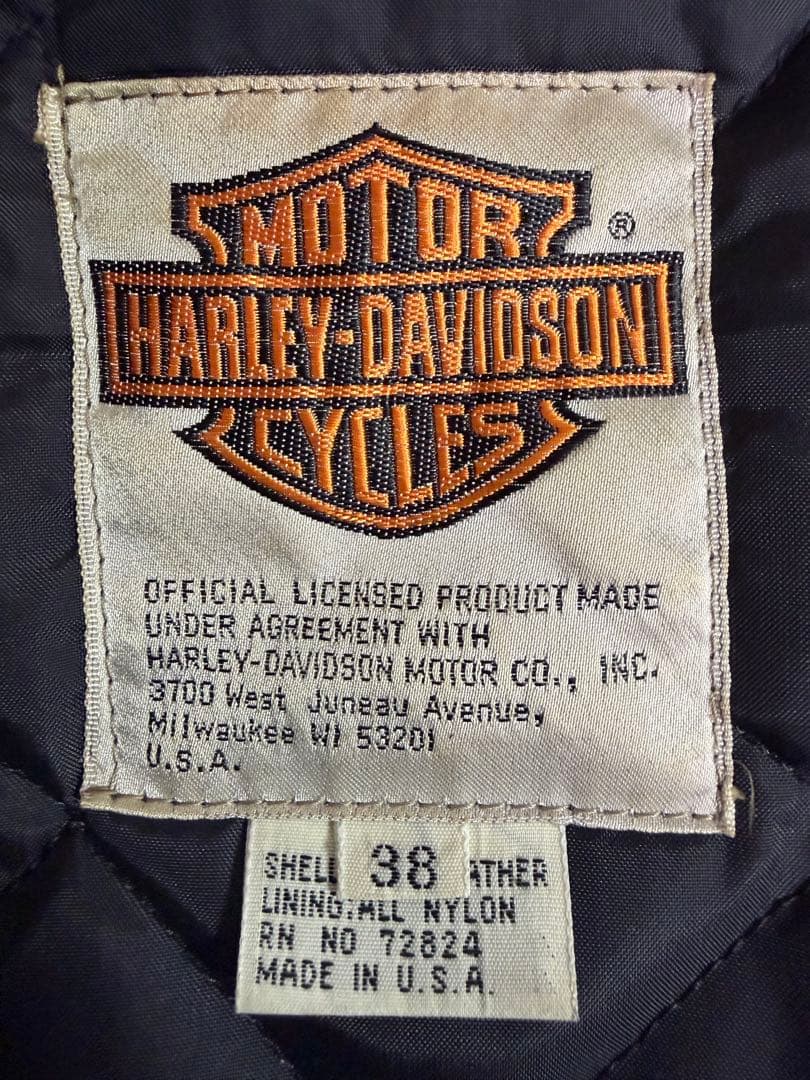 MOTOR
®
HARLEY-DAVIDSON
CYCLES
OFFICIAL LICENSED PRODUCT MADE
UNDER AGREEMENT WITH
HARLEY-DAVIDSON MOTOR CO., INC.
3700 West Juneau Avenue,
Milwaukee WI 53201
U.S.A.
SHELL 38 ATHER
LINING:ALL NYLON
RN NO 72824
MADE IN U.S.A.